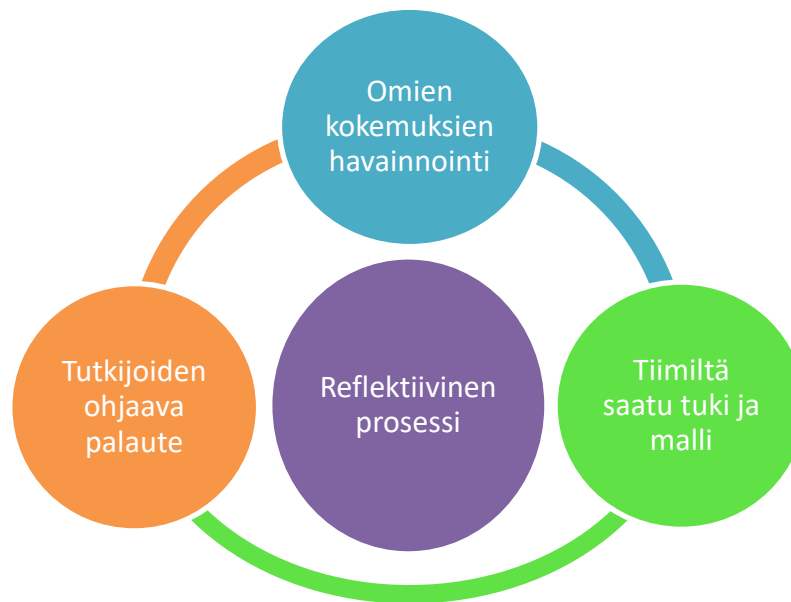 Omien
kokemuksien
havainnointi
Tutkijoiden
ohjaava
palaute
Reflektiivinen
prosessi
Tiimiltä
saatu tuki ja
malli